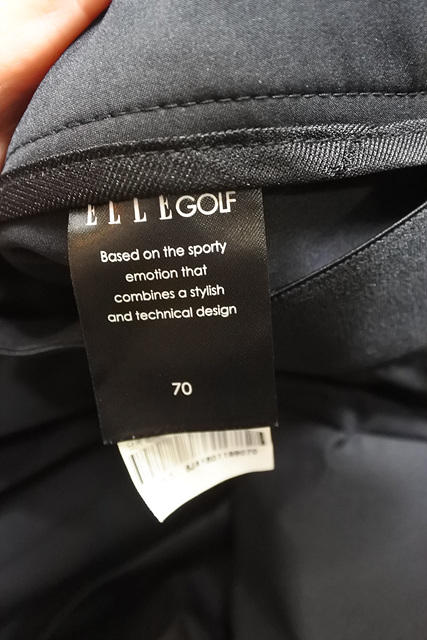 ELLE GOLF
Based on the sporty
emotion that
combines a stylish
and technical design
70